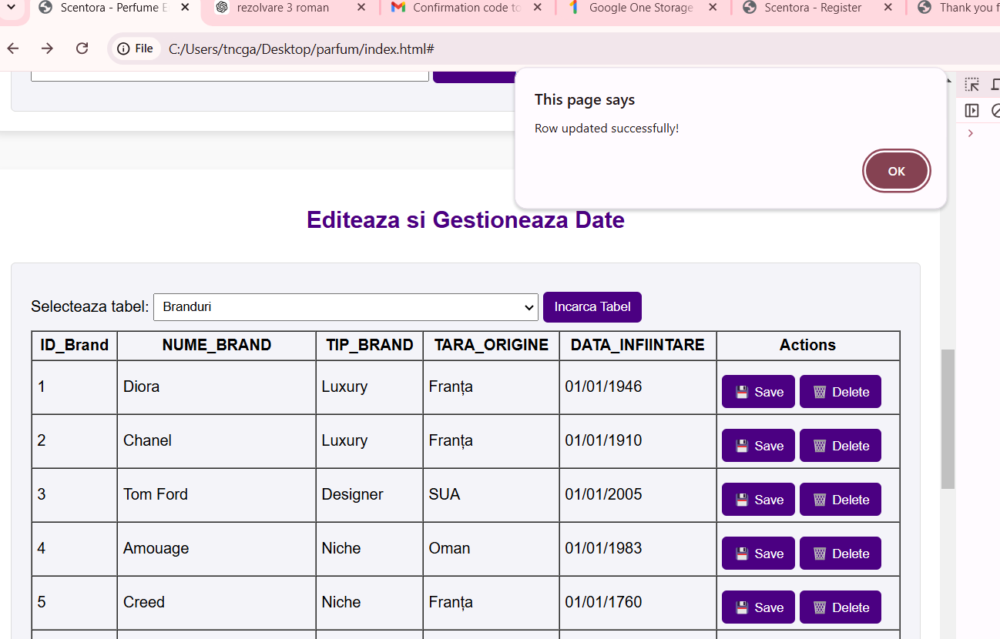 Scentora - Perfume E
rezolvare 3 roman
Confirmation code to
Google One Storage
Scentora - Register
Thank you f
File
C:/Users/tncga/Desktop/parfum/index.html#
This page says
Row updated successfully!
OK
Editeaza si Gestioneaza Date
Selecteaza tabel: Branduri Incarca Tabel
ID_Brand NUME_BRAND TIP_BRAND TARA_ORIGINE DATA_INFIINTARE Actions
1 Diora Luxury Franța 01/01/1946 Save Delete
2 Chanel Luxury Franța 01/01/1910 Save Delete
3 Tom Ford Designer SUA 01/01/2005 Save Delete
4 Amouage Niche Oman 01/01/1983 Save Delete
5 Creed Niche Franța 01/01/1760 Save Delete